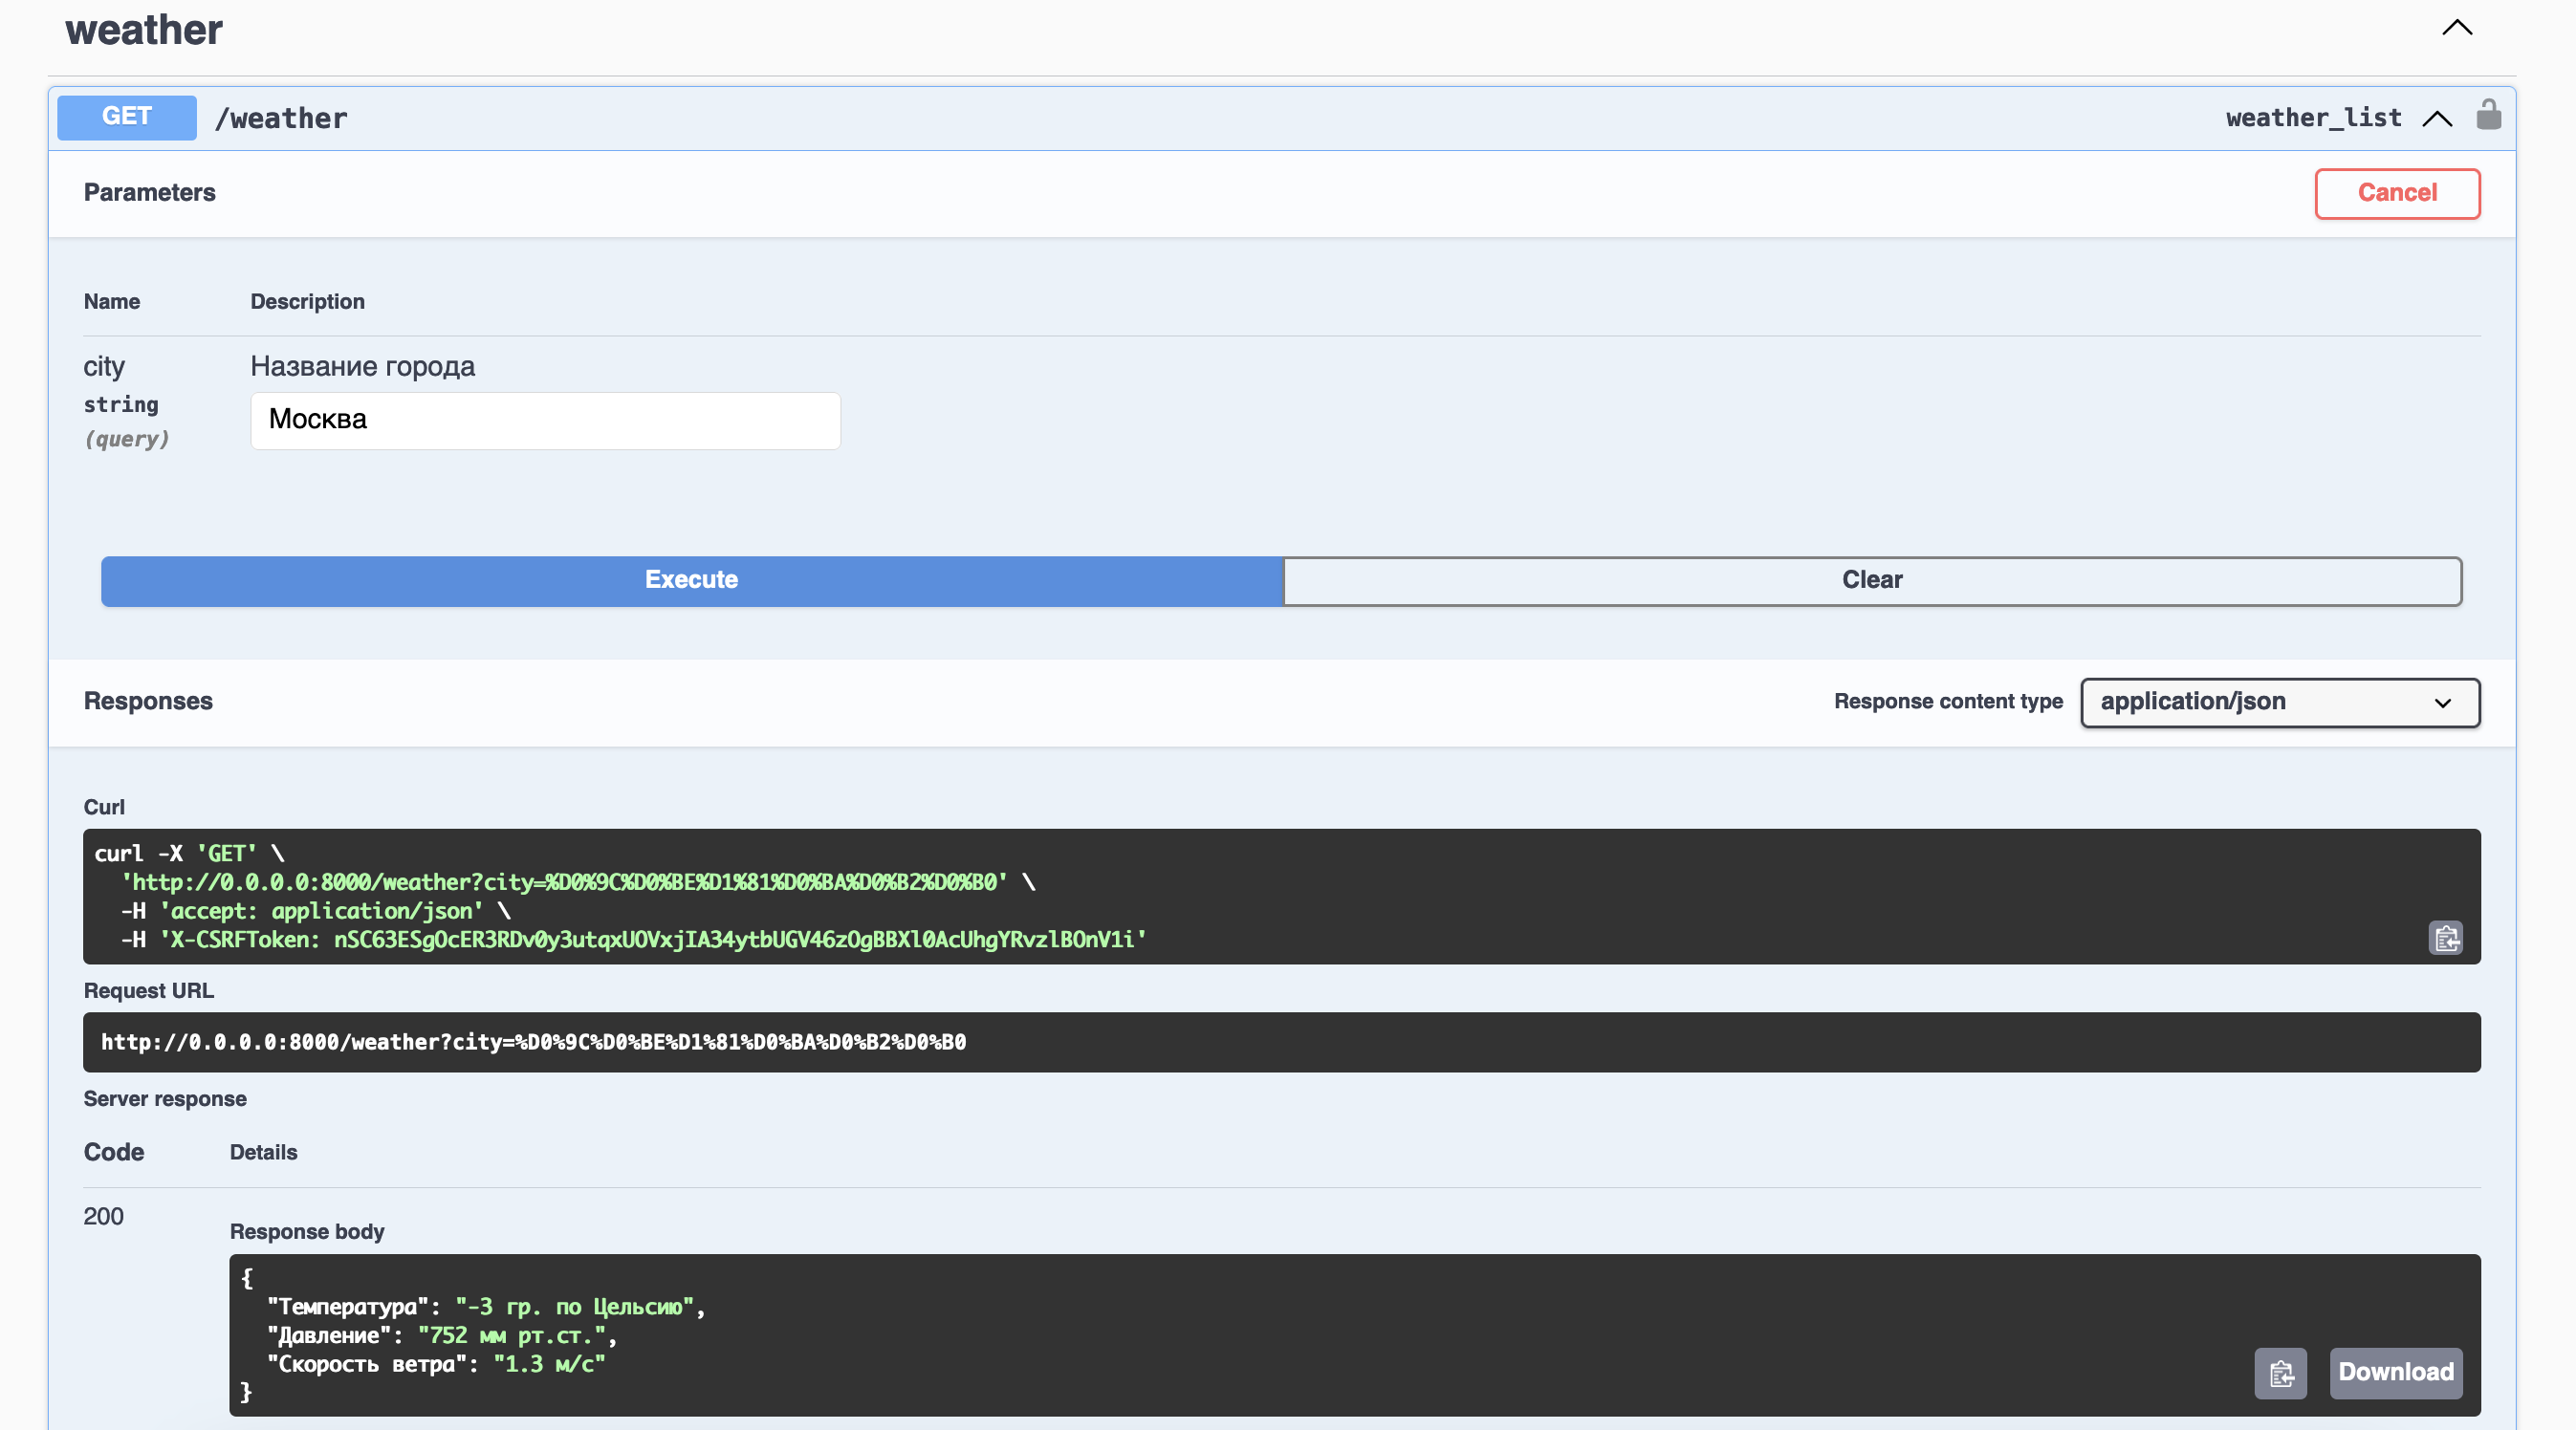 weather
GET /weather weather_list
Parameters Cancel
Name Description
city Название города
string Москва
(query)
Execute Clear
Responses Response content type application/json
Curl
curl -X 'GET' \
'http://0.0.0.0:8000/weather?city=%D0%9C%D0%BE%D1%81%D0%BA%D0%B2%D0%B0' \
-H 'accept: application/json' \
-H 'X-CSRFToken: nSC63ESgOcER3RDv0y3utqxUOVxjIA34ytbUGV46zOgBBXl0AcUhgYRvzlBOnV1i'
Request URL
http://0.0.0.0:8000/weather?city=%D0%9C%D0%BE%D1%81%D0%BA%D0%B2%D0%B0
Server response
Code Details
200
Response body
{
"Температура": "-3 гр. по Цельсию",
"Давление": "752 мм рт.ст.",
"Скорость ветра": "1.3 м/с"
}
Download